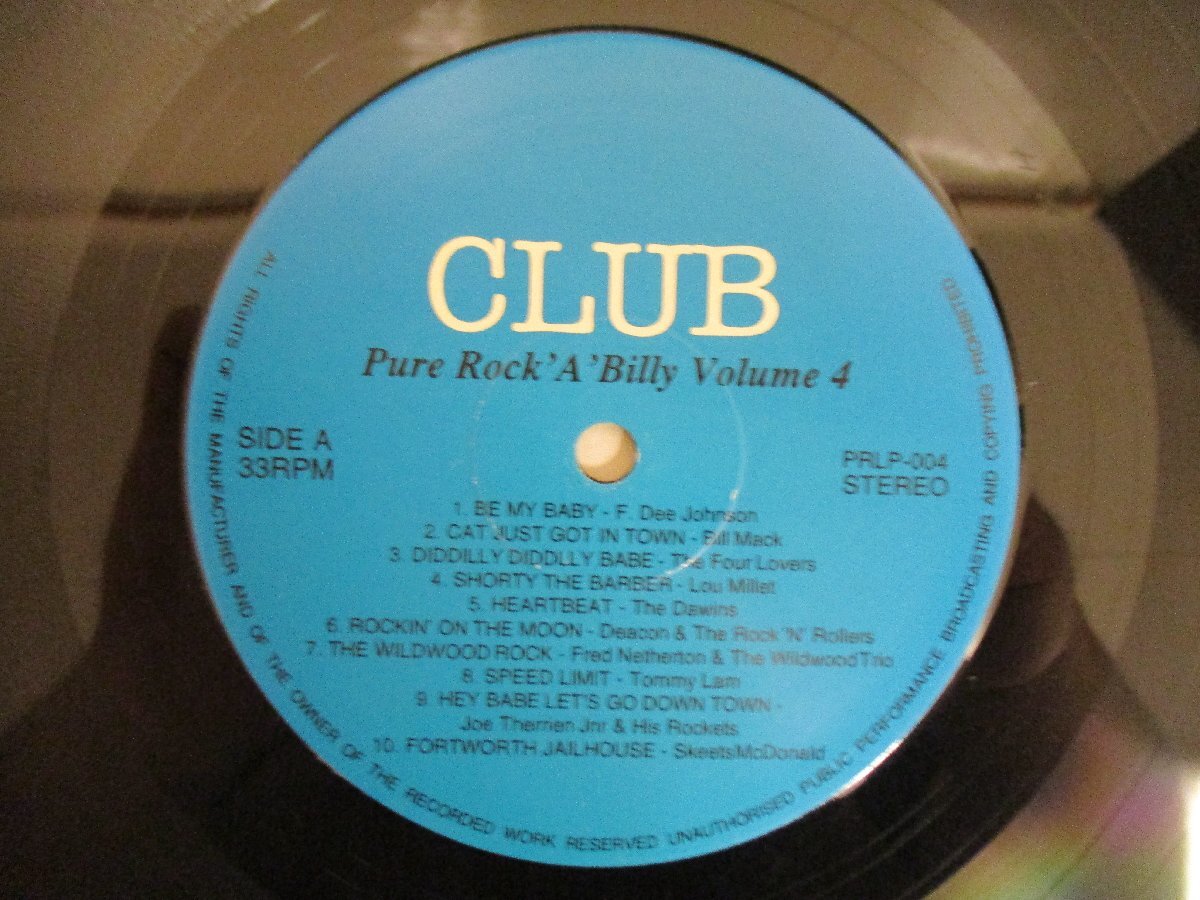 CLUB
Pure Rock'A'Billy Volume 4
SIDE A
33RPM
PRLP-004
STEREO
1. BE MY BABY - F. Dee Johnson
2. CAT JUST GOT IN TOWN - Bill Mack
3. DIDDILLY DIDDLLY BABE - The Four Lovers
4. SHORTY THE BARBER - Lou Millet
5. HEARTBEAT - The Dawins
6. ROCKIN' ON THE MOON - Deacon & The Rock 'N' Rollers
7. THE WILDWOOD ROCK - Fred Netherton & The Wildwood Trio
8. SPEED LIMIT - Tommy Lam
9. HEY BABE LET'S GO DOWN TOWN -
Joe Themen Jnr & His Rockets
10. FORTWORTH JAILHOUSE - SkeetsMcDonald
ALL RIGHTS OF THE MANUFACTURER AND OF THE OWNER OF THE RECORDED WORK RESERVED UNAUTHORISED PUBLIC PERFORMANCE BROADCASTING AND COPYING PROHIBITED